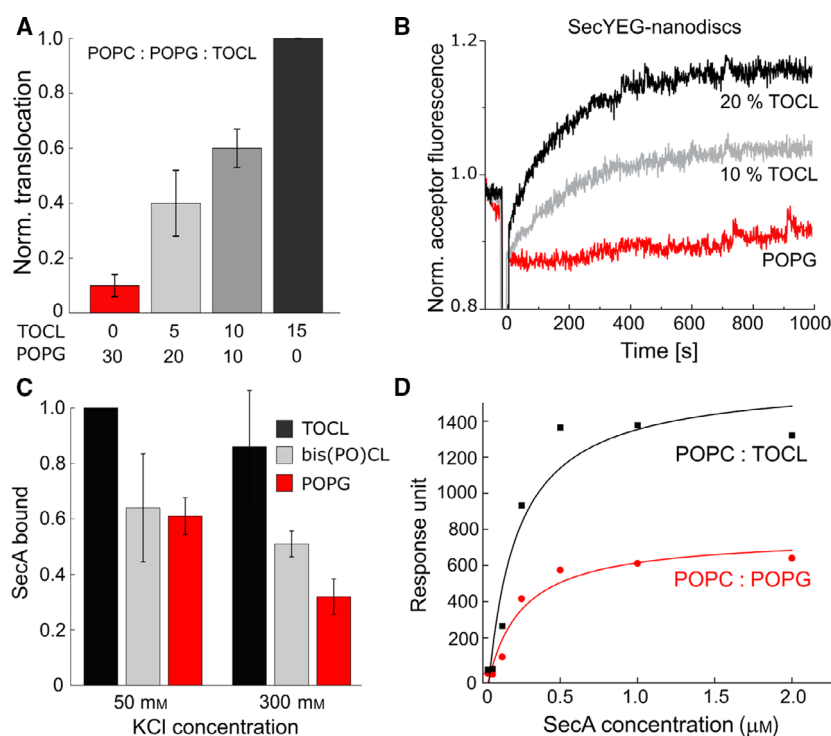 A
POPC : POPG : TOCL
Norm. translocation
1.0
0.8
0.6
0.4
0.2
0
TOCL 0 5 10 15
POPG 30 20 10 0
B
SecYEG-nanodiscs
Norm. acceptor fluorescence
1.2
1.0
0.8
20 % TOCL
10 % TOCL
POPG
0 200 400 600 800 1000
Time [s]
C
SecA bound
1.0
0.8
0.6
0.4
0.2
0
TOCL
bis(PO)CL
POPG
50 mM 300 mM
KCl concentration
D
Response unit
1400
1200
1000
800
600
400
200
0
POPC : TOCL
POPC : POPG
0 0.5 1.0 1.5 2.0
SecA concentration (μM)